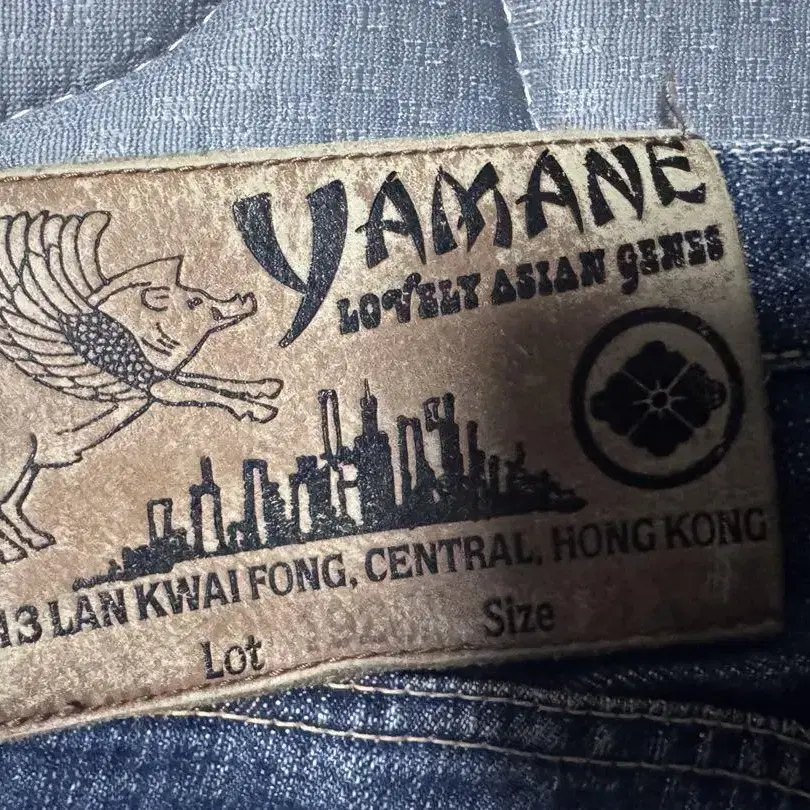 YAMANE
LOVELY ASIAN GENES
13 LAN KWAI FONG, CENTRAL, HONG KONG
Lot Size